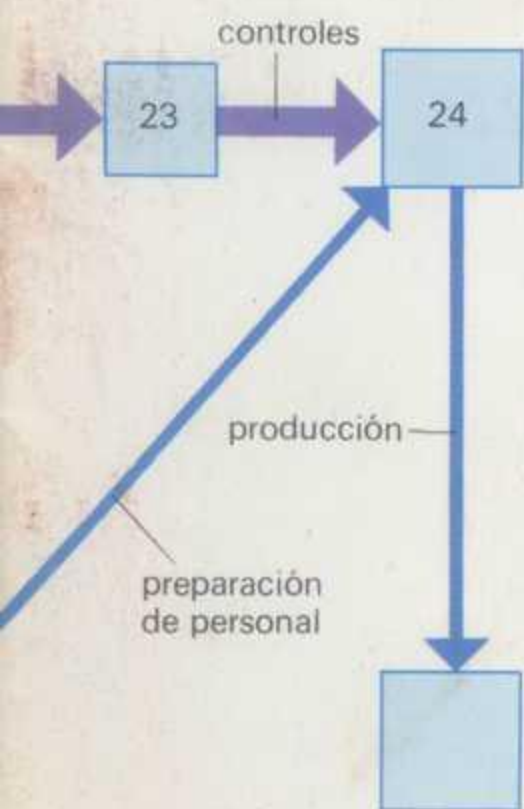 controles
23
24
producción
preparación
de personal